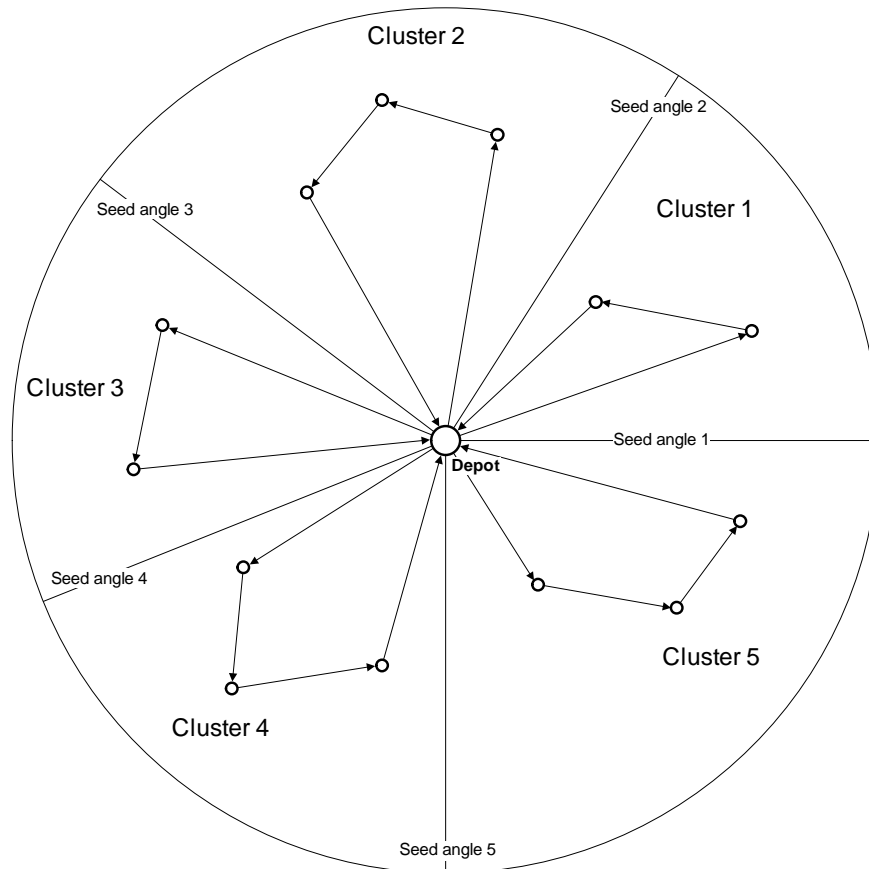 Cluster 2
Seed angle 2
Seed angle 3
Cluster 1
Cluster 3
Seed angle 1
Depot
Seed angle 4
Cluster 5
Cluster 4
Seed angle 5